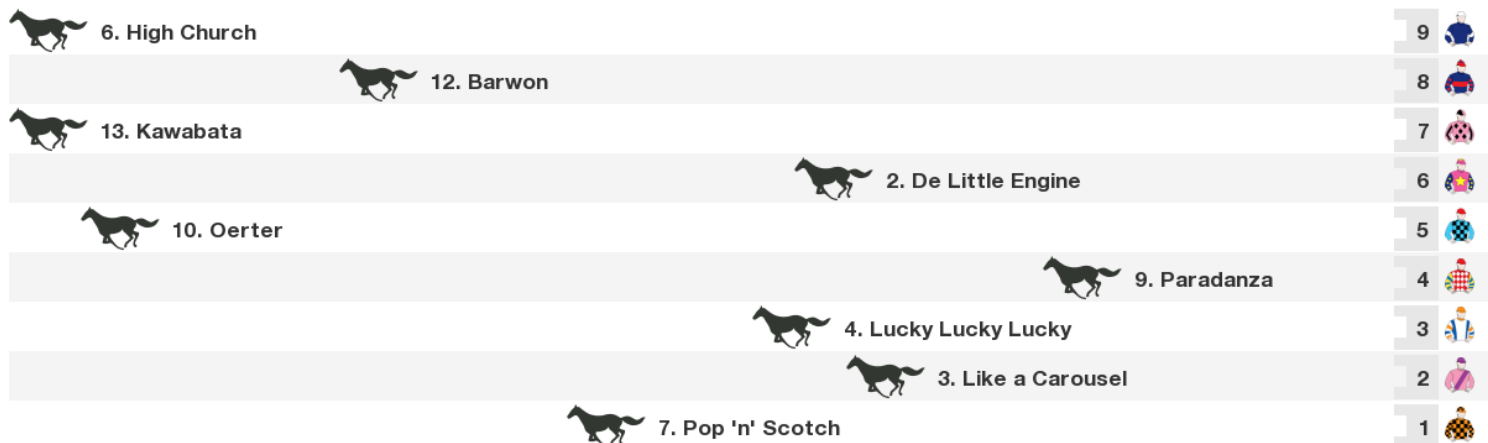 6. High Church 9
12. Barwon 8
13. Kawabata 7
2. De Little Engine 6
10. Oerter 5
9. Paradanza 4
4. Lucky Lucky Lucky 3
3. Like a Carousel 2
7. Pop 'n' Scotch 1